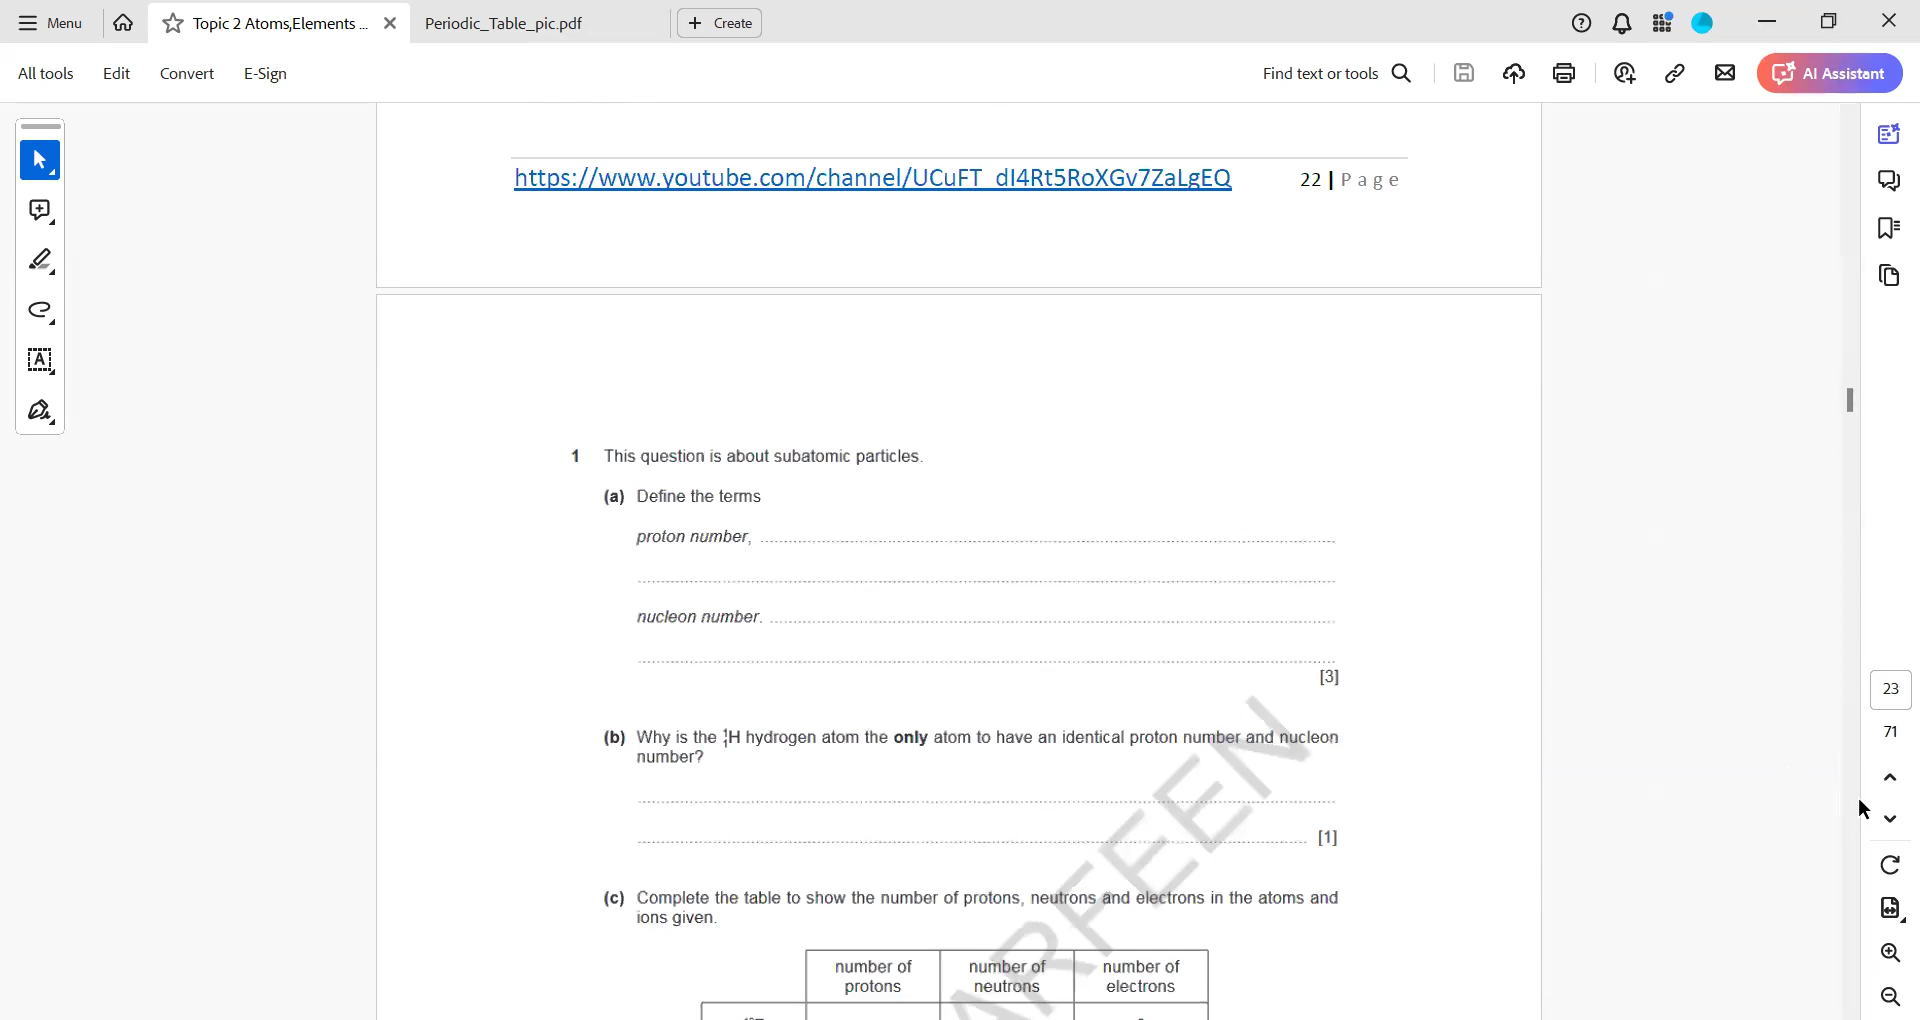 Menu
Topic 2 Atoms,Elements ...
Periodic_Table_pic.pdf
Create
All tools
Edit
Convert
E-Sign
Find text or tools
AI Assistant
https://www.youtube.com/channel/UCuFT_dI4Rt5RoXGv7ZaLgEQ
22 | Page
1 This question is about subatomic particles.
(a) Define the terms
proton number,
nucleon number.
[3]
(b) Why is the ¹₁H hydrogen atom the only atom to have an identical proton number and nucleon
number?
[1]
(c) Complete the table to show the number of protons, neutrons and electrons in the atoms and
ions given.
number of
protons
number of
neutrons
number of
electrons
ARFEEN
23
71